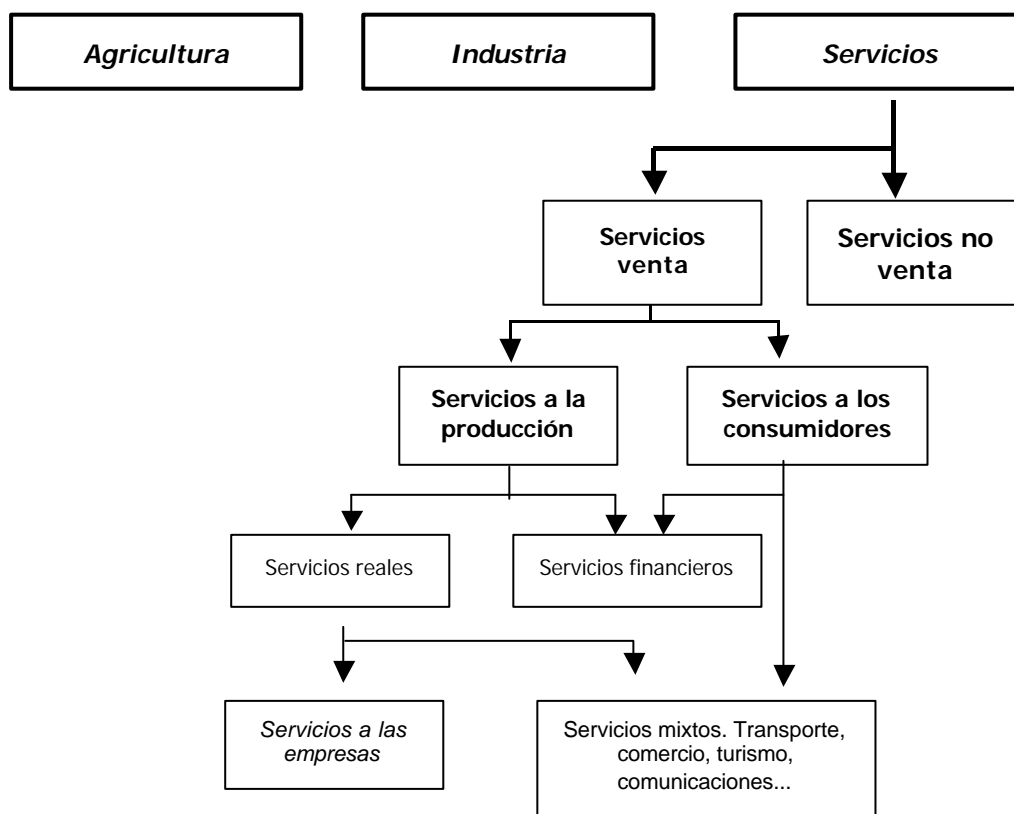 Agricultura
Industria
Servicios
Servicios
venta
Servicios no
venta
Servicios a la
producción
Servicios a los
consumidores
Servicios reales
Servicios financieros
Servicios a las
empresas
Servicios mixtos. Transporte,
comercio, turismo,
comunicaciones...